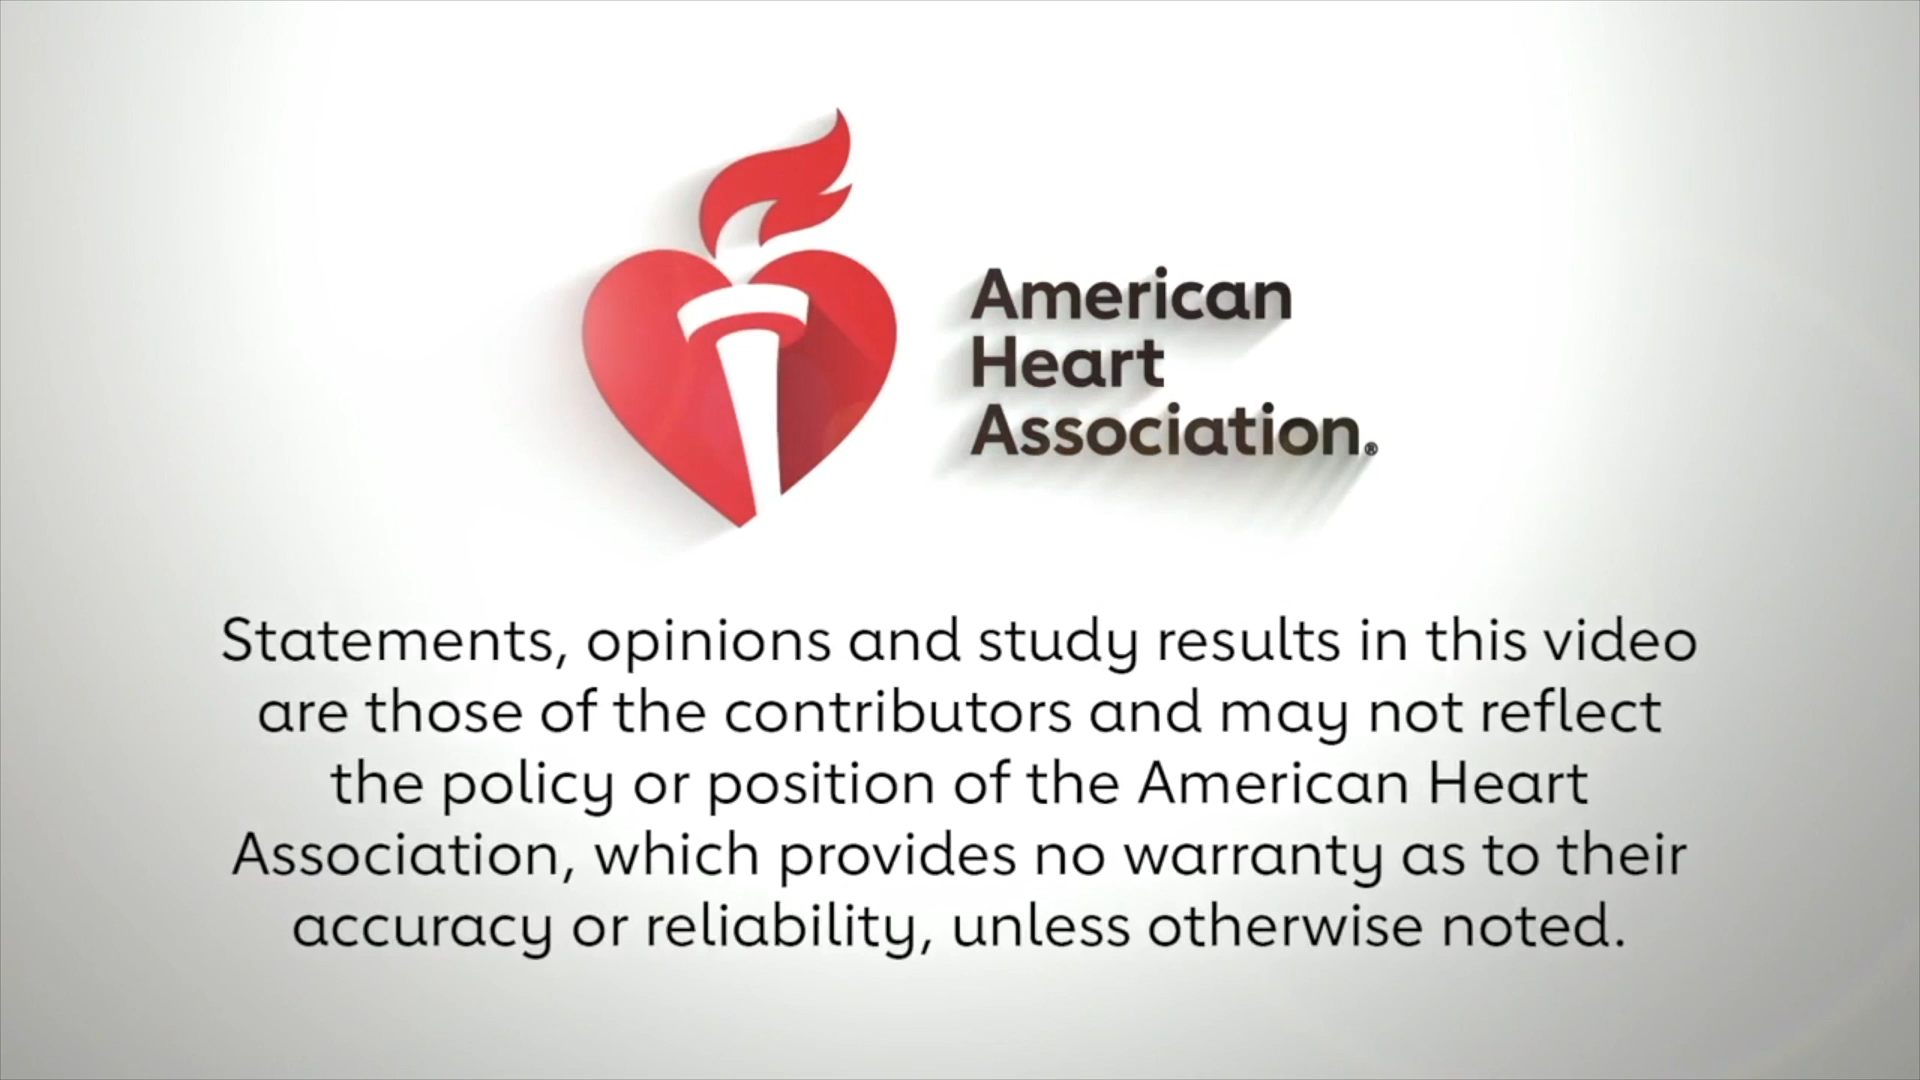 American
Heart
Association®
Statements, opinions and study results in this video
are those of the contributors and may not reflect
the policy or position of the American Heart
Association, which provides no warranty as to their
accuracy or reliability, unless otherwise noted.